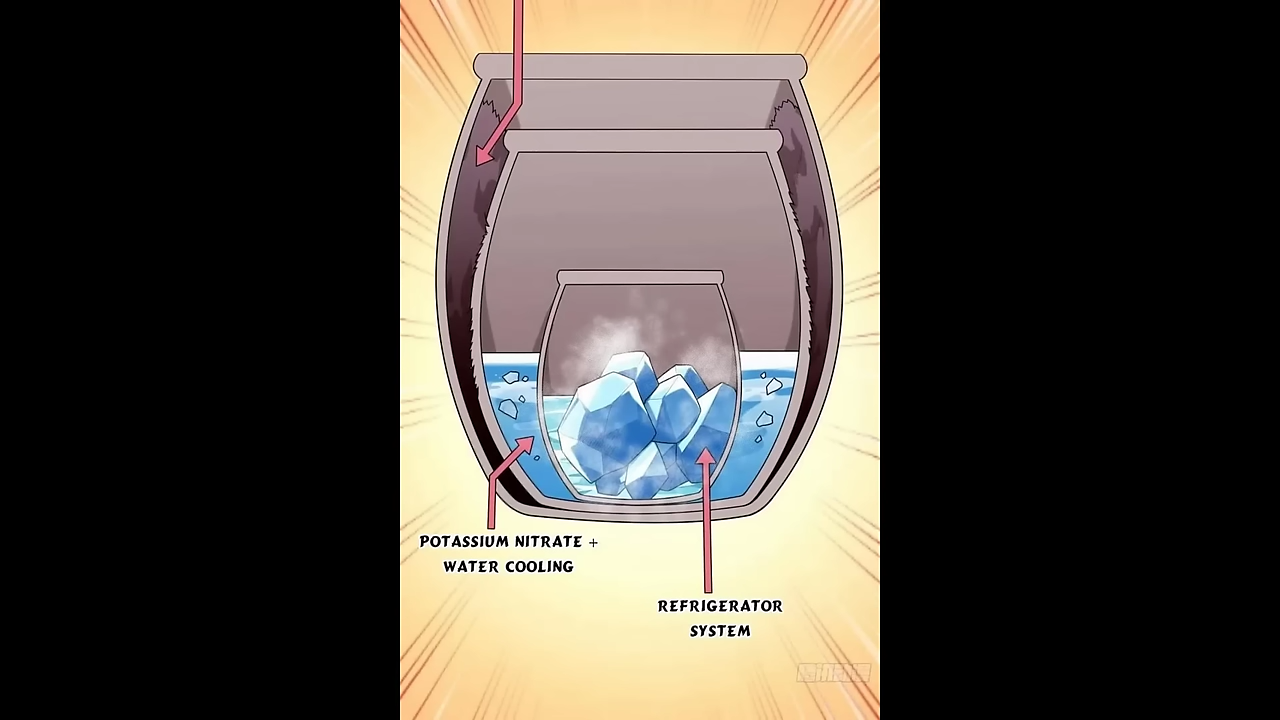 POTASSIUM NITRATE +
WATER COOLING
REFRIGERATOR
SYSTEM